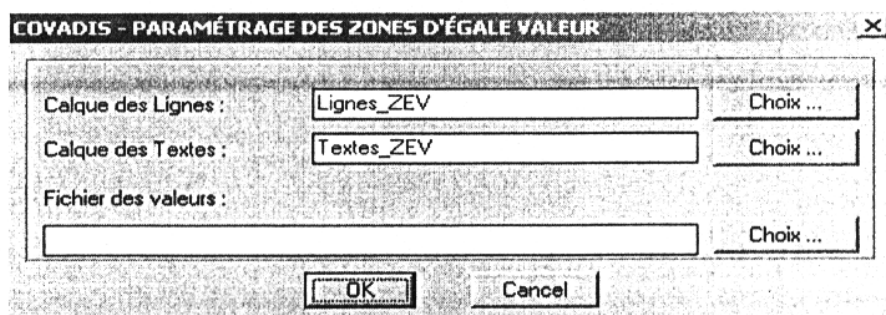 COVADIS - PARAMÉTRAGE DES ZONES D'ÉGALE VALEUR
Calque des Lignes : Lignes_ZEV Choix ...
Calque des Textes : Textes_ZEV Choix ...
Fichier des valeurs :
Choix ...
OK Cancel